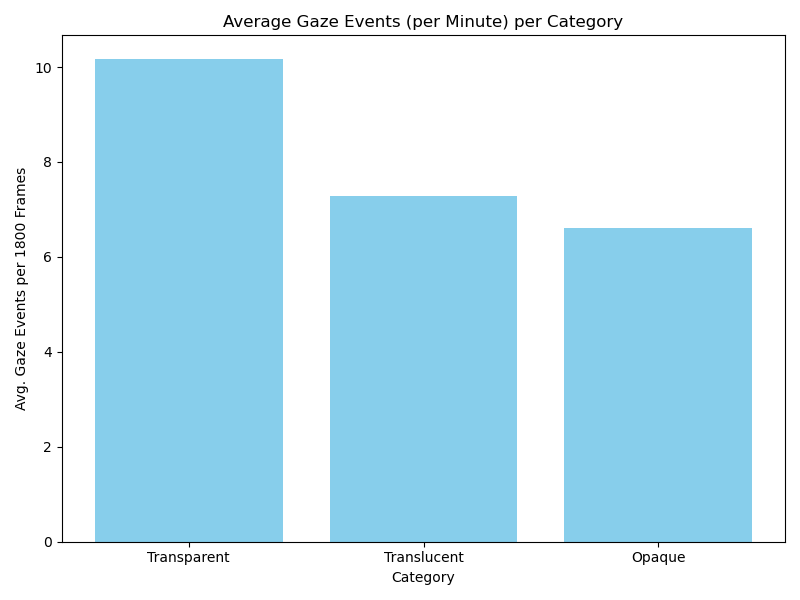 Average Gaze Events (per Minute) per Category
Avg. Gaze Events per 1800 Frames
10
8
6
4
2
0
Transparent
Translucent
Opaque
Category